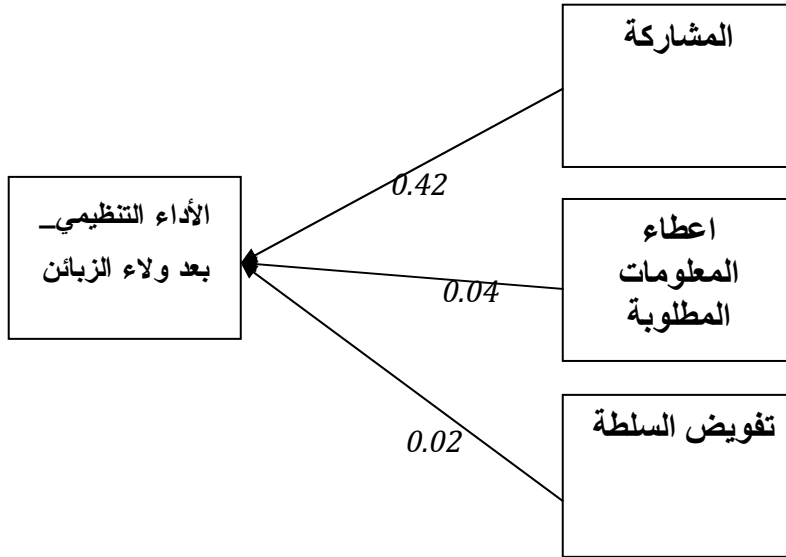 المشاركة
0.42
اعطاء
المعلومات
المطلوبة
0.04
تفويض السلطة
0.02
الأداء التنظيمي_
بعد ولاء الزبائن